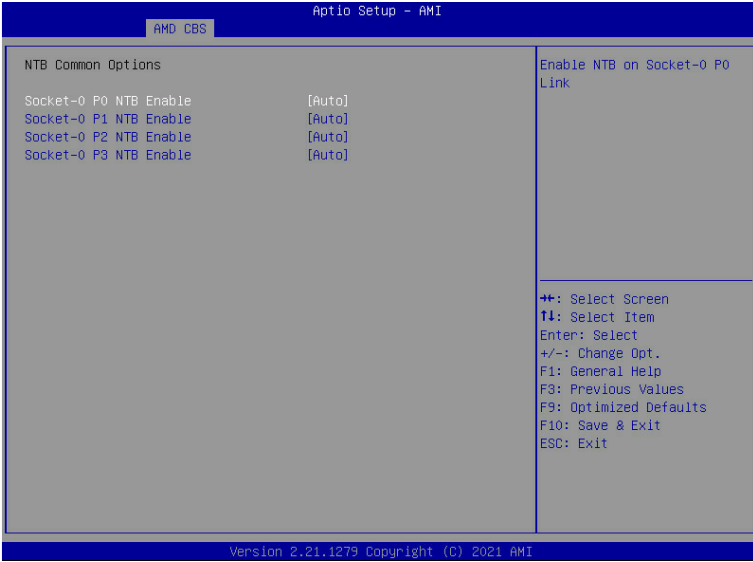 Aptio Setup – AMI
AMD CBS
NTB Common Options
Socket-0 P0 NTB Enable [Auto]
Socket-0 P1 NTB Enable [Auto]
Socket-0 P2 NTB Enable [Auto]
Socket-0 P3 NTB Enable [Auto]
Enable NTB on Socket-0 P0
Link
→←: Select Screen
↑↓: Select Item
Enter: Select
+/-: Change Opt.
F1: General Help
F3: Previous Values
F9: Optimized Defaults
F10: Save & Exit
ESC: Exit
Version 2.21.1279 Copyright (C) 2021 AMI